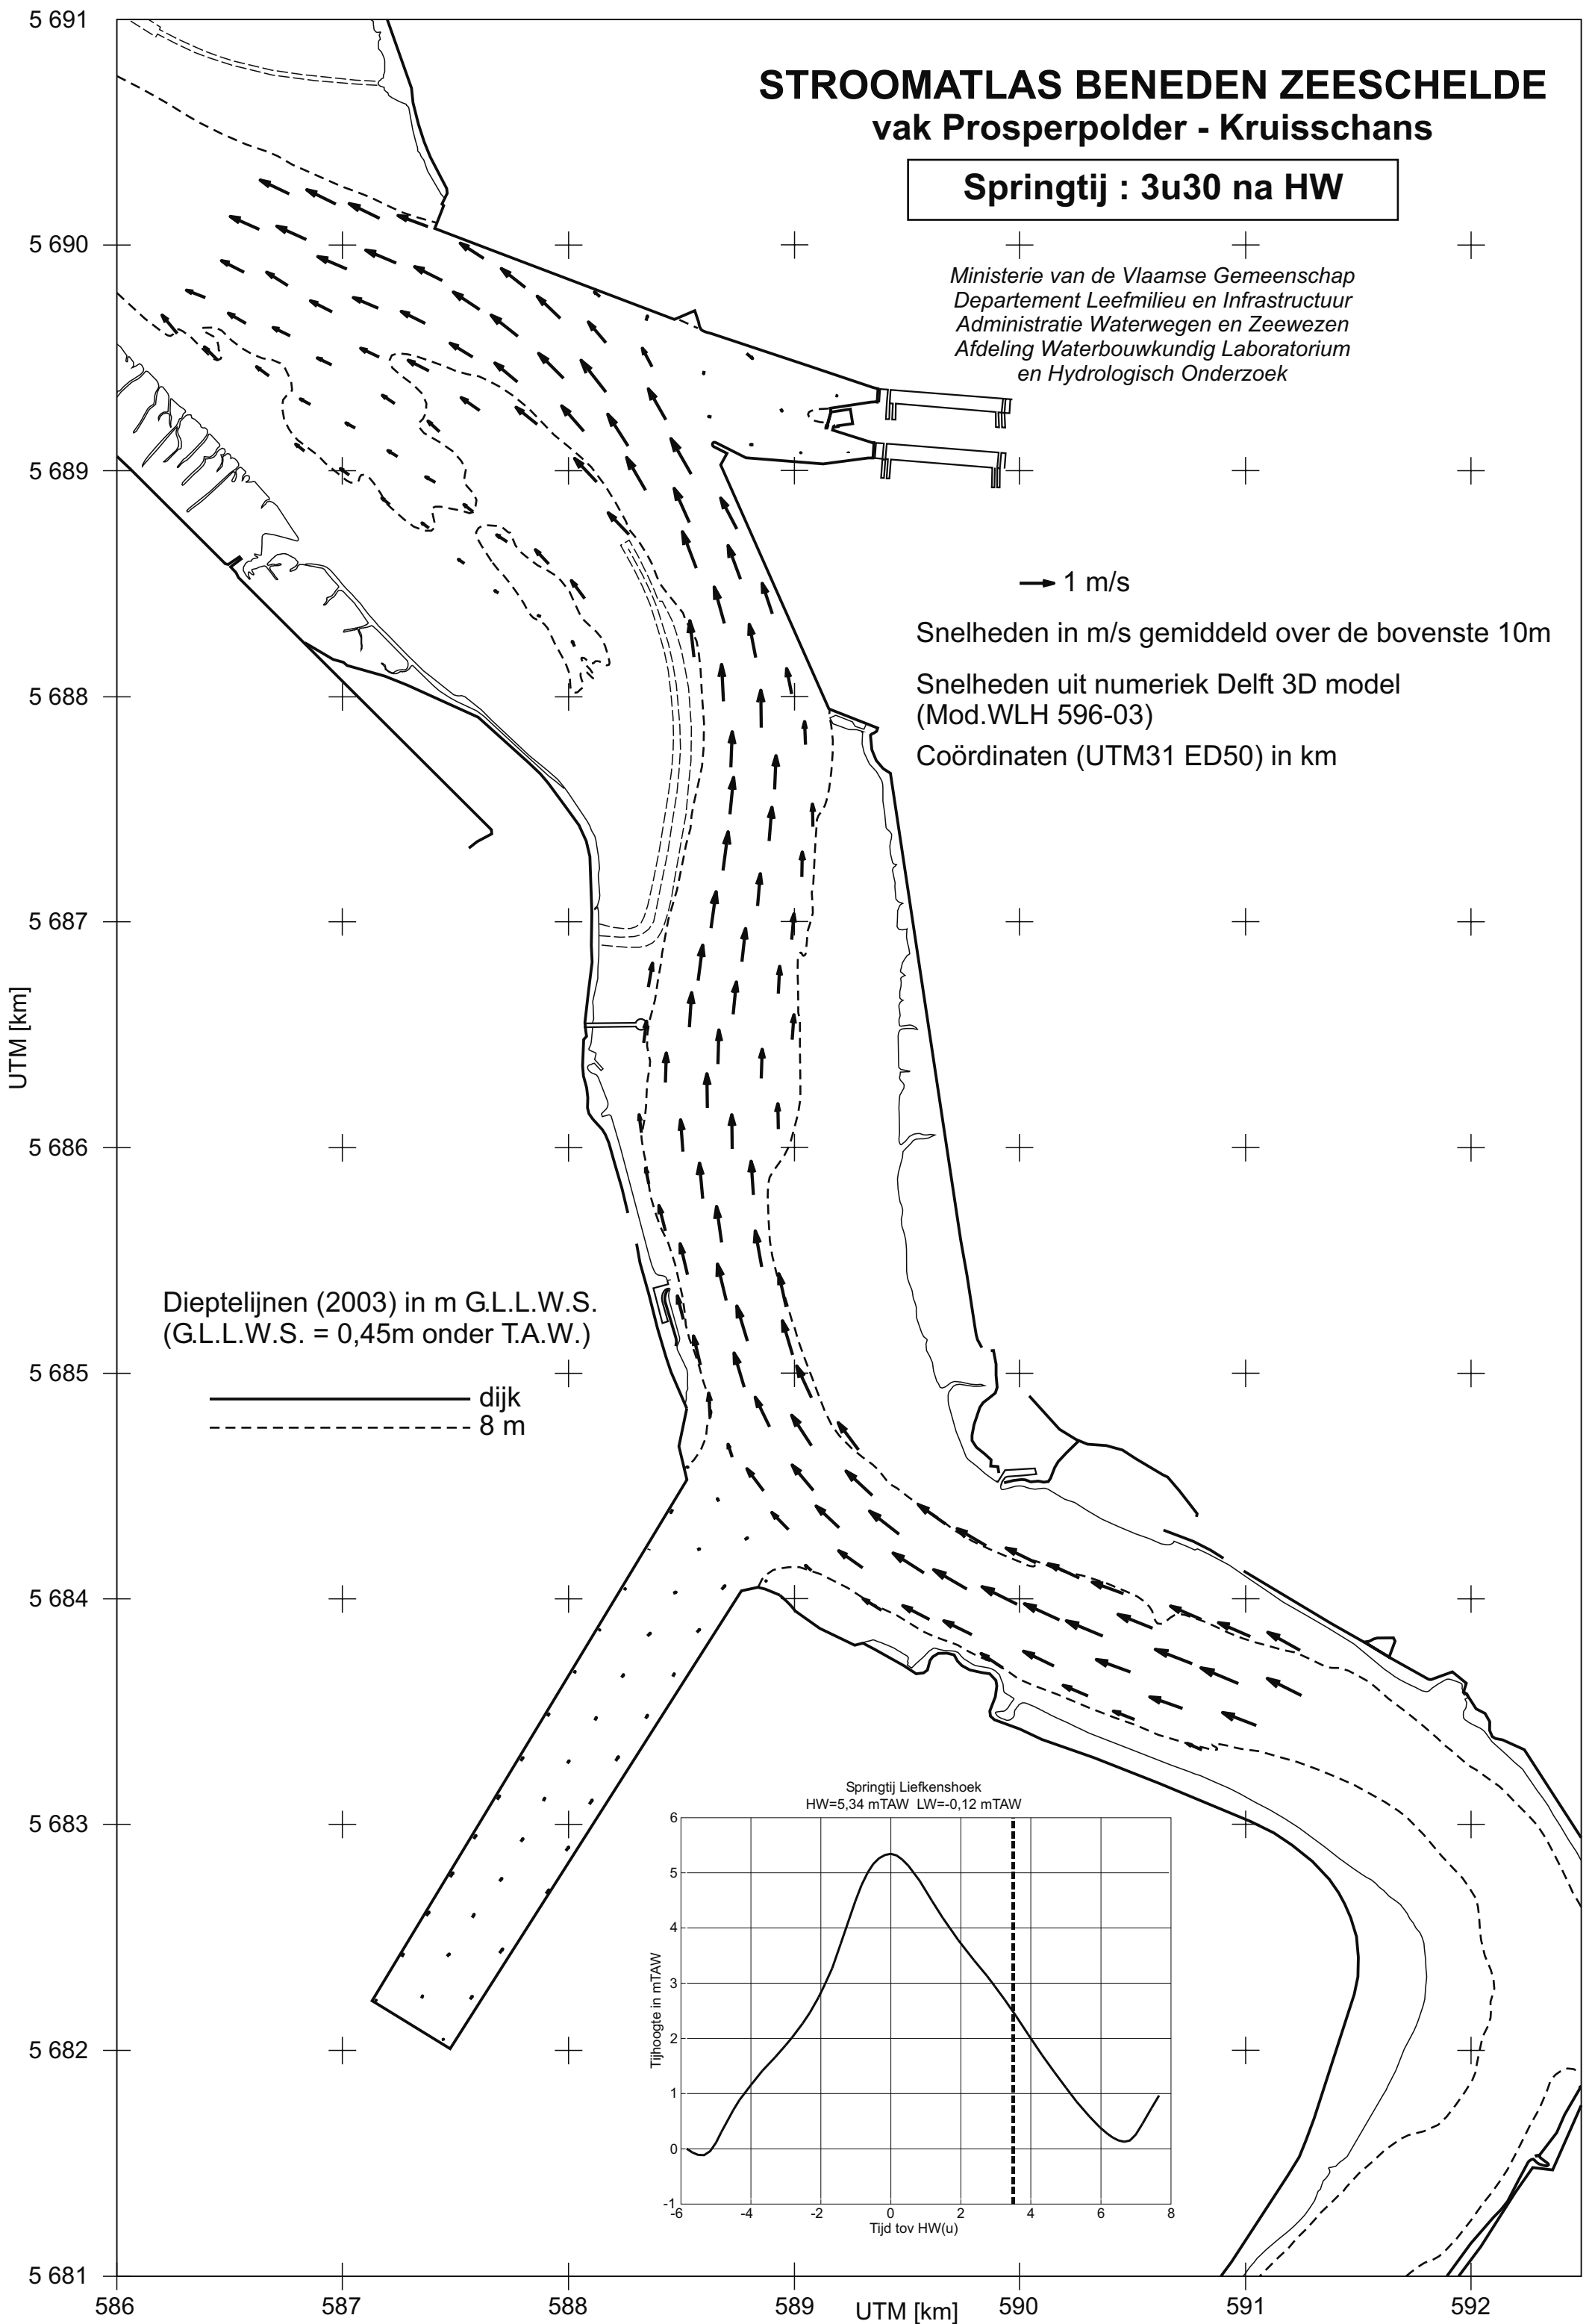 STROOMATLAS BENEDEN ZEESCHELDE
vak Prosperpolder - Kruisschans
Springtij : 3u30 na HW
Ministerie van de Vlaamse Gemeenschap
Departement Leefmilieu en Infrastructuur
Administratie Waterwegen en Zeewezen
Afdeling Waterbouwkundig Laboratorium
en Hydrologisch Onderzoek
1 m/s
Snelheden in m/s gemiddeld over de bovenste 10m
Snelheden uit numeriek Delft 3D model
(Mod.WLH 596-03)
Coördinaten (UTM31 ED50) in km
Dieptelijnen (2003) in m G.L.L.W.S.
(G.L.L.W.S. = 0,45m onder T.A.W.)
dijk
8 m
5 691
5 690
5 689
5 688
5 687
5 686
5 685
5 684
5 683
5 682
5 681
UTM [km]
586 587 588 589 590 591 592
UTM [km]
Springtij Liefkenshoek
HW=5,34 mTAW LW=-0,12 mTAW
6
5
4
3
2
1
0
-1
Tijhoogte in mTAW
-6 -4 -2 0 2 4 6 8
Tijd tov HW(u)